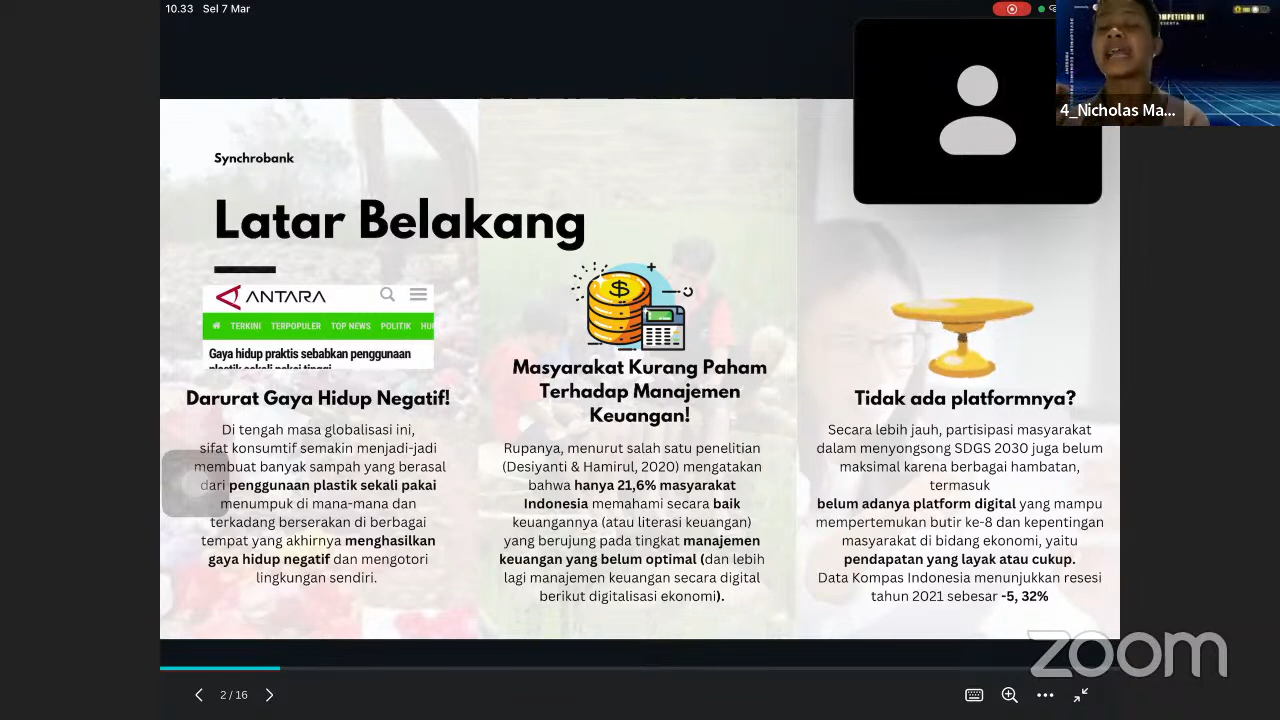 10.33 Sel 7 Mar
COMPETITION III
4_Nicholas Ma...
Synchrobank
Latar Belakang
ANTARA
TERKINI TERPOPULER TOP NEWS POLITIK HU
Gaya hidup praktis sebabkan penggunaan
plastik sekali pakai tinggi
Darurat Gaya Hidup Negatif!
Di tengah masa globalisasi ini,
sifat konsumtif semakin menjadi-jadi
membuat banyak sampah yang berasal
dari penggunaan plastik sekali pakai
menumpuk di mana-mana dan
terkadang berserakan di berbagai
tempat yang akhirnya menghasilkan
gaya hidup negatif dan mengotori
lingkungan sendiri.
Masyarakat Kurang Paham
Terhadap Manajemen
Keuangan!
Rupanya, menurut salah satu penelitian
(Desiyanti & Hamirul, 2020) mengatakan
bahwa hanya 21,6% masyarakat
Indonesia memahami secara baik
keuangannya (atau literasi keuangan)
yang berujung pada tingkat manajemen
keuangan yang belum optimal (dan lebih
lagi manajemen keuangan secara digital
berikut digitalisasi ekonomi).
Tidak ada platformnya?
Secara lebih jauh, partisipasi masyarakat
dalam menyongsong SDGS 2030 juga belum
maksimal karena berbagai hambatan,
termasuk
belum adanya platform digital yang mampu
mempertemukan butir ke-8 dan kepentingan
masyarakat di bidang ekonomi, yaitu
pendapatan yang layak atau cukup.
Data Kompas Indonesia menunjukkan resesi
tahun 2021 sebesar -5, 32%
zoom
2 / 16